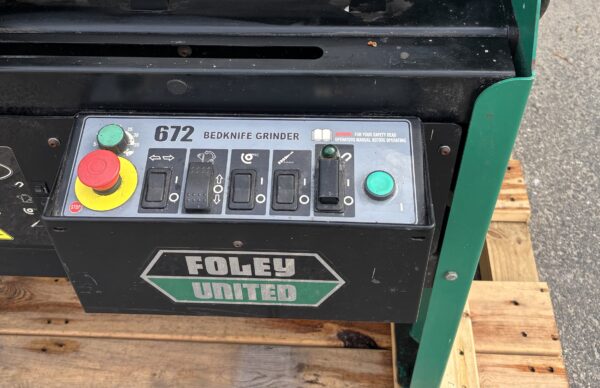 672 BEDKNIFE GRINDER
FOR YOUR SAFETY READ
OPERATORS MANUAL BEFORE OPERATING
STOP
FOLEY
UNITED